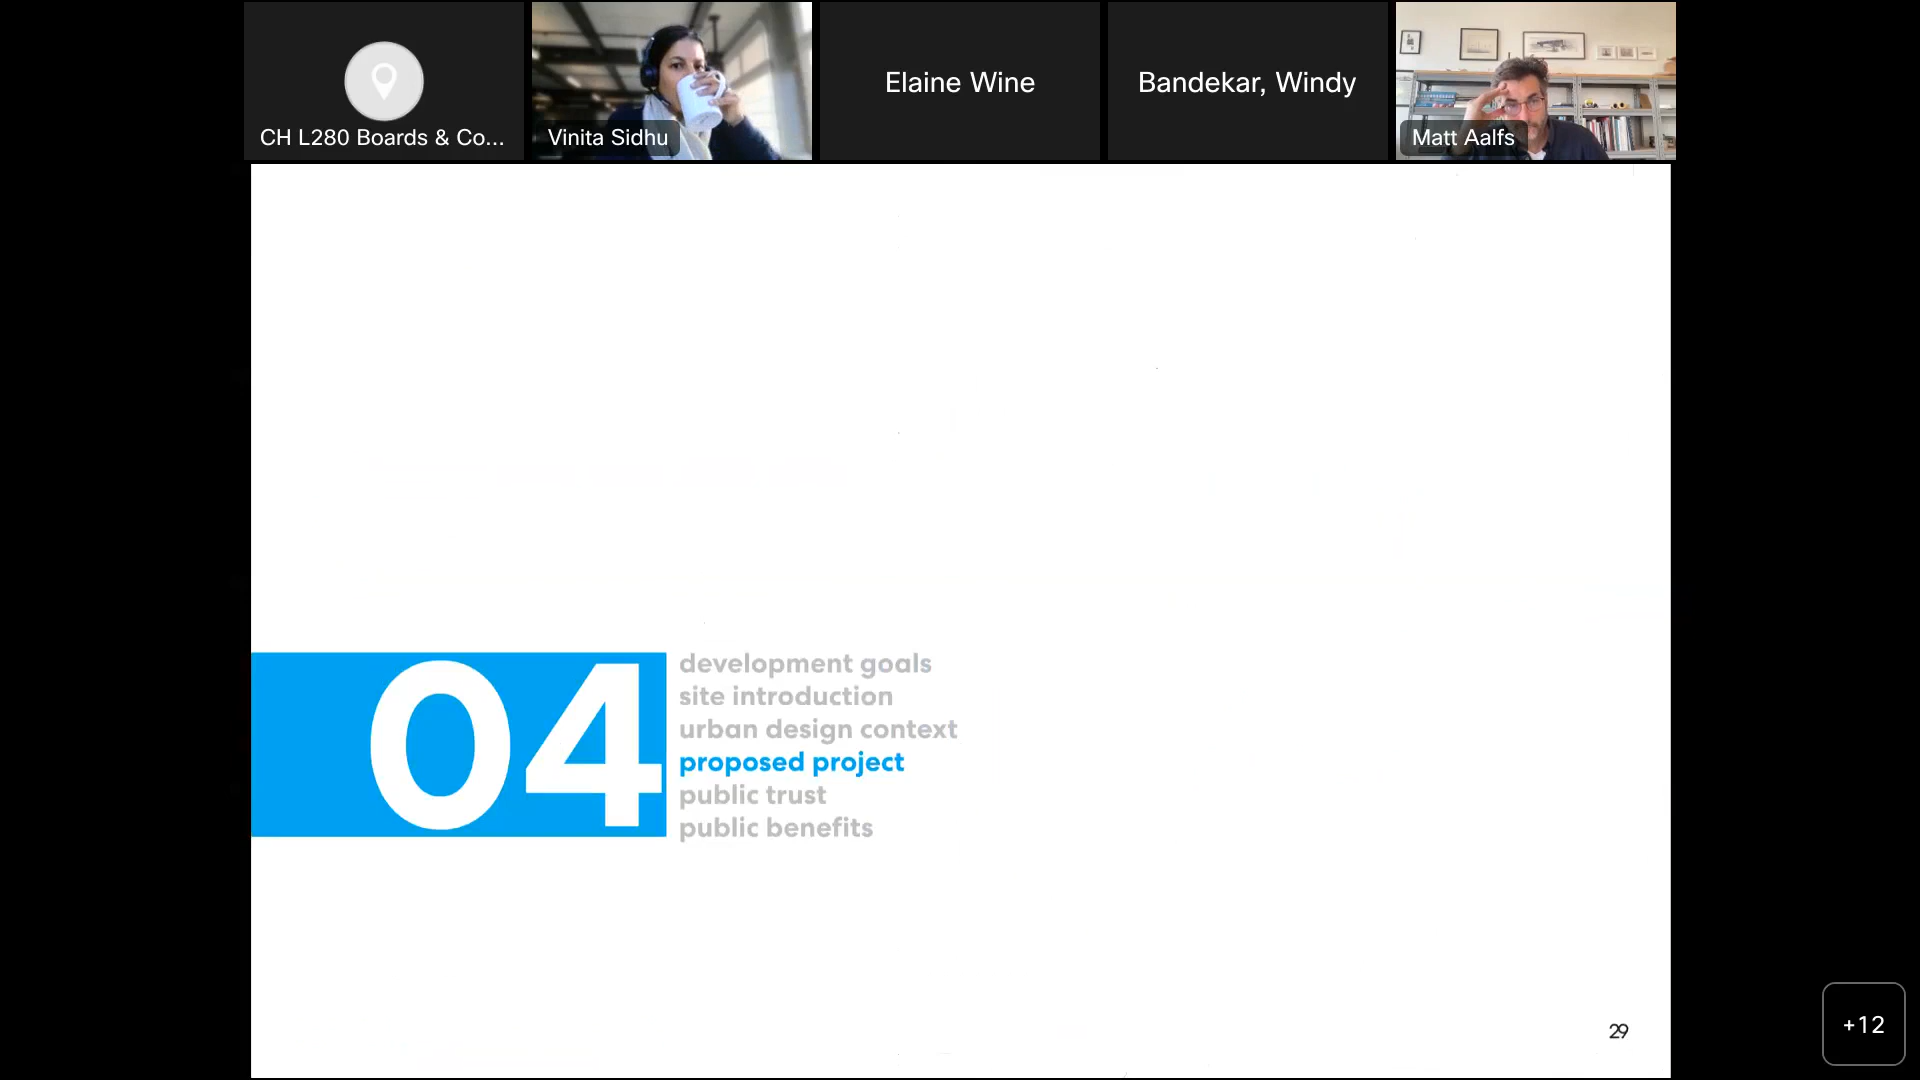 CH L280 Boards & Co...
Vinita Sidhu
Elaine Wine
Bandekar, Windy
Matt Aalfs
04
development goals
site introduction
urban design context
proposed project
public trust
public benefits
29
+12